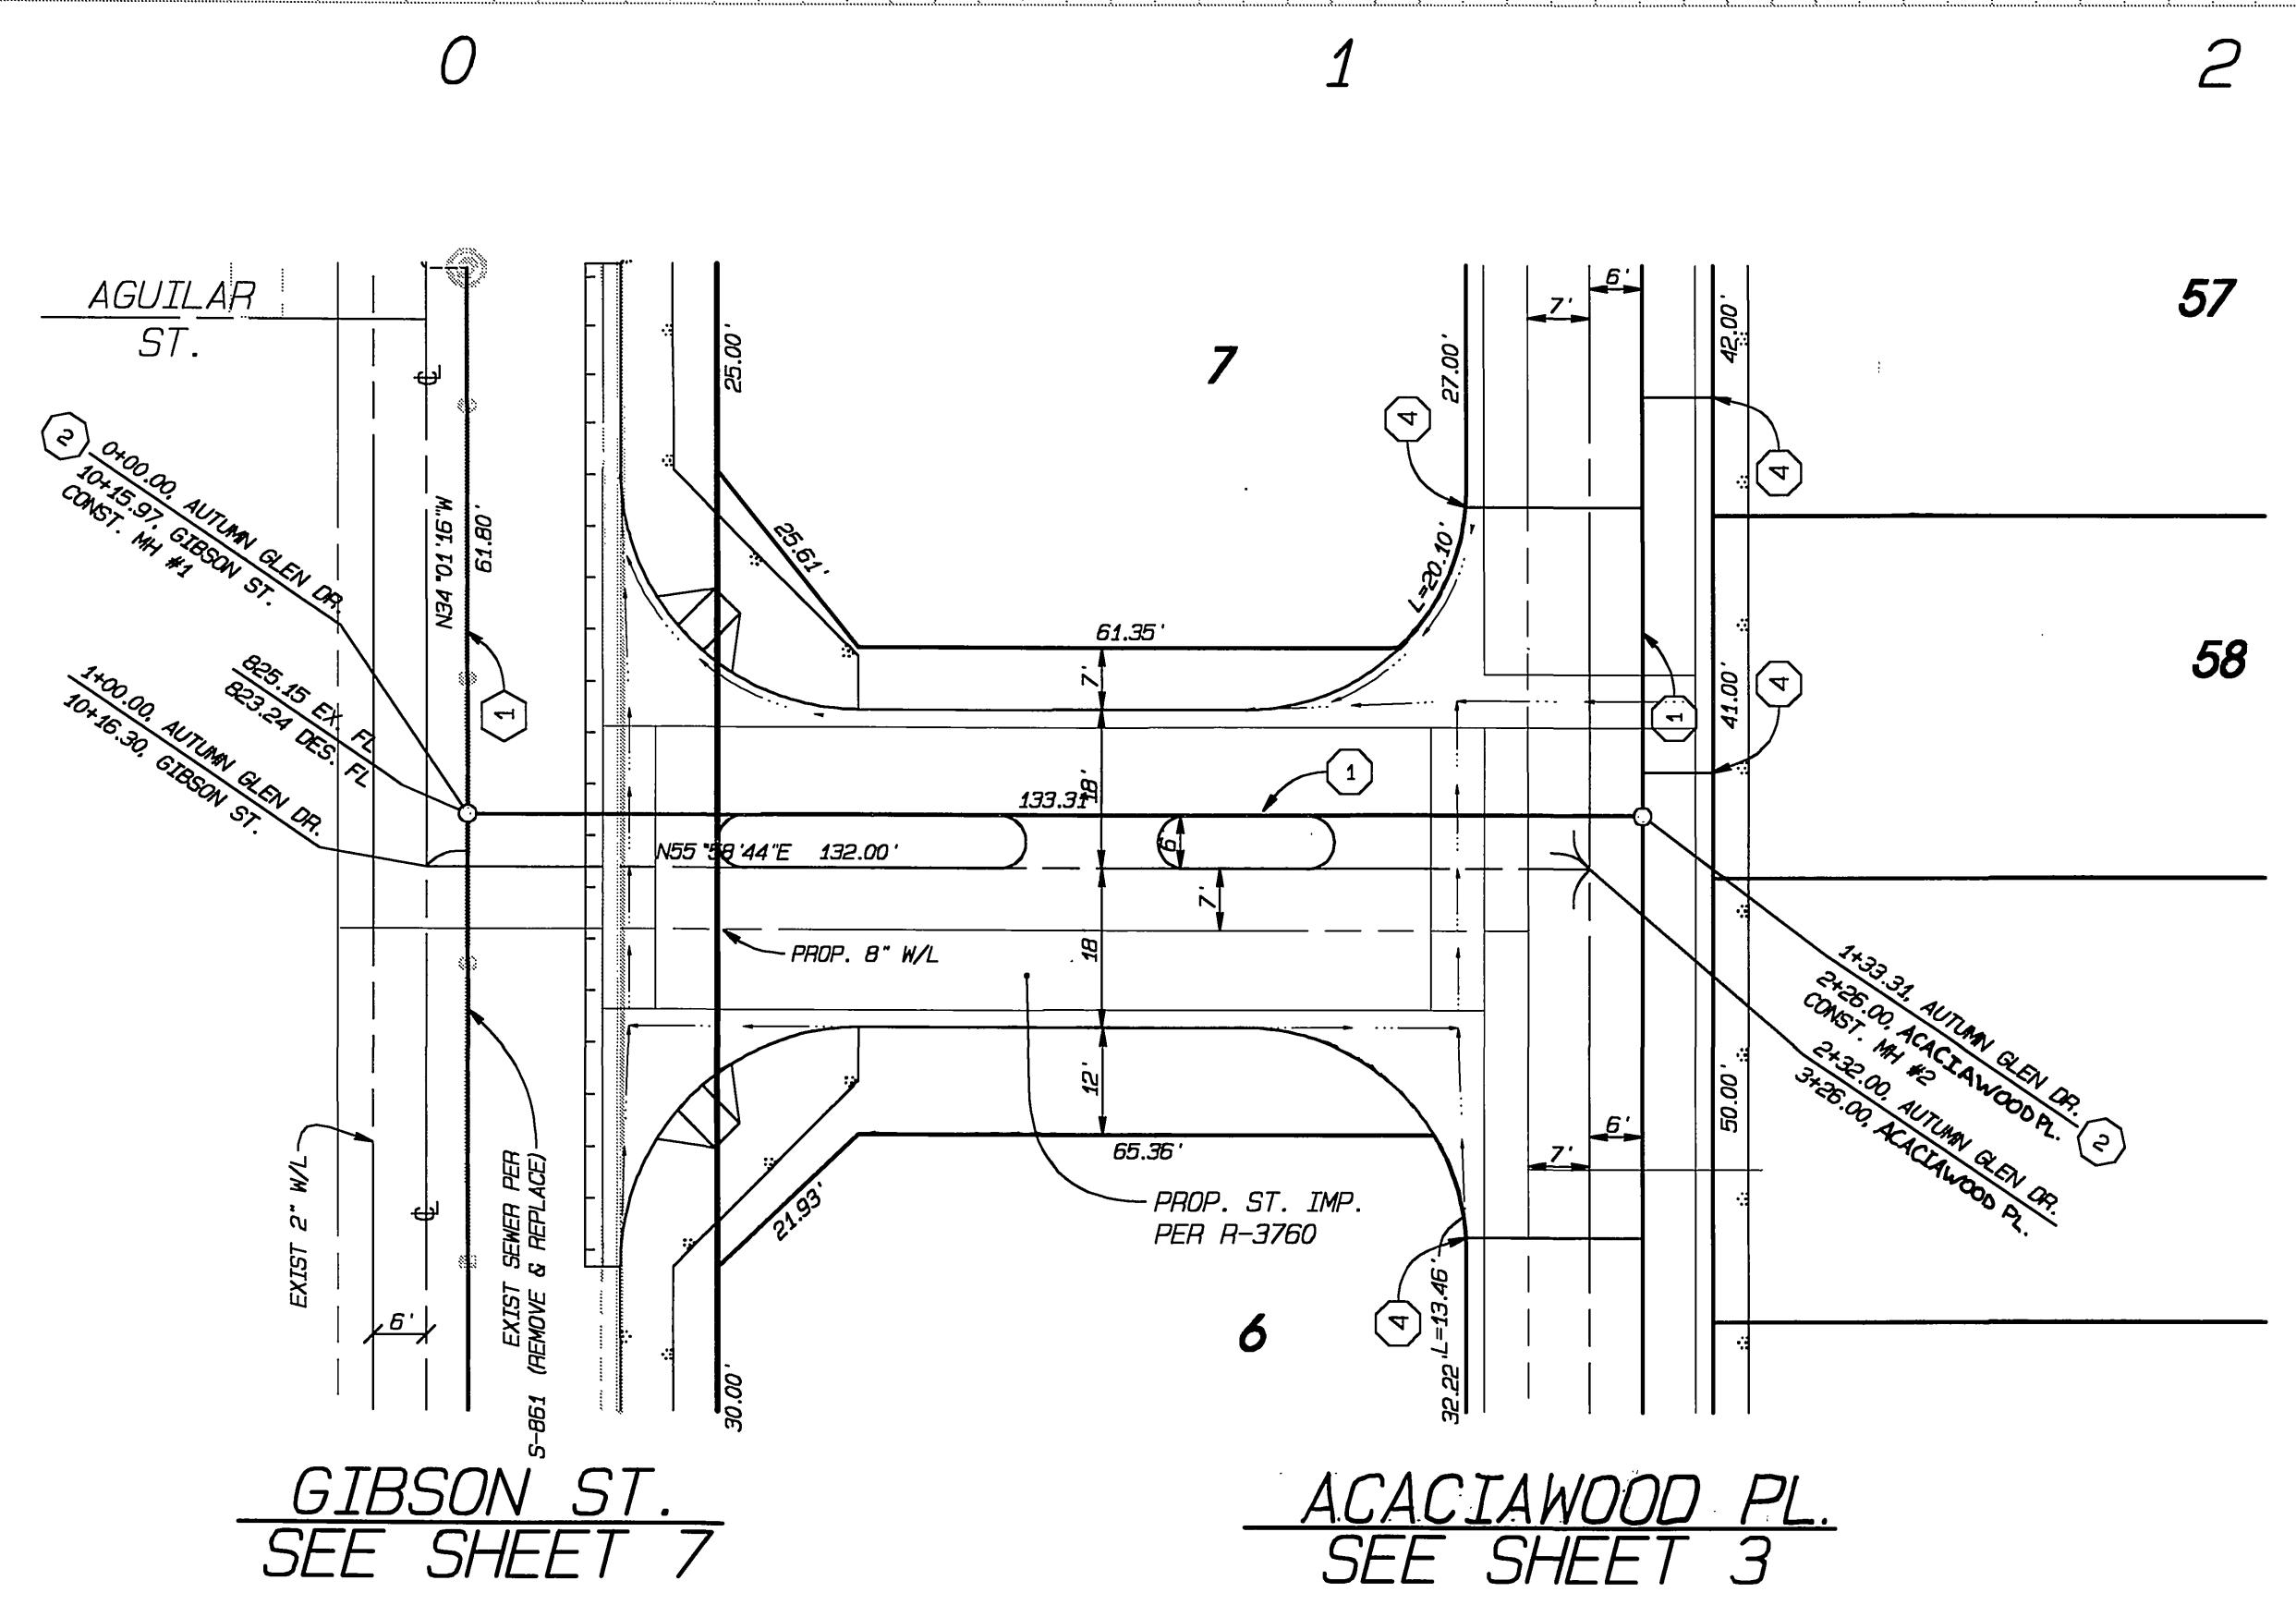 0
1
2
AGUILAR
ST.
57
7
58
6
25.00'
27.00'
42.00'
41.00'
50.00'
6'
7'
4
4
4
4
2
0+00.00, AUTUMN GLEN DR.
10+15.97, GIBSON ST.
CONST. MH #1
N34°10'16"W
61.80'
1
825.15 EX. FL
823.24 DES. FL
1+00.00, AUTUMN GLEN DR.
10+16.30, GIBSON ST.
25.61'
L=20.10'
61.35'
7'
18'
1
1
133.31'
6'
N55°58'44"E 132.00'
7'
18
PROP. 8" W/L
12'
65.36'
21.93'
PROP. ST. IMP.
PER R-3760
6'
7'
1+33.31, AUTUMN GLEN DR.
2+26.00, ACACIAWOOD PL.
CONST. MH #2
2
2+32.00, AUTUMN GLEN DR.
3+26.00, ACACIAWOOD PL.
EXIST 2" W/L
6'
EXIST SEWER PER
S-861 (REMOVE & REPLACE)
30.00'
L=13.46'
32.22'
GIBSON ST.
SEE SHEET 7
ACACIAWOOD PL.
SEE SHEET 3